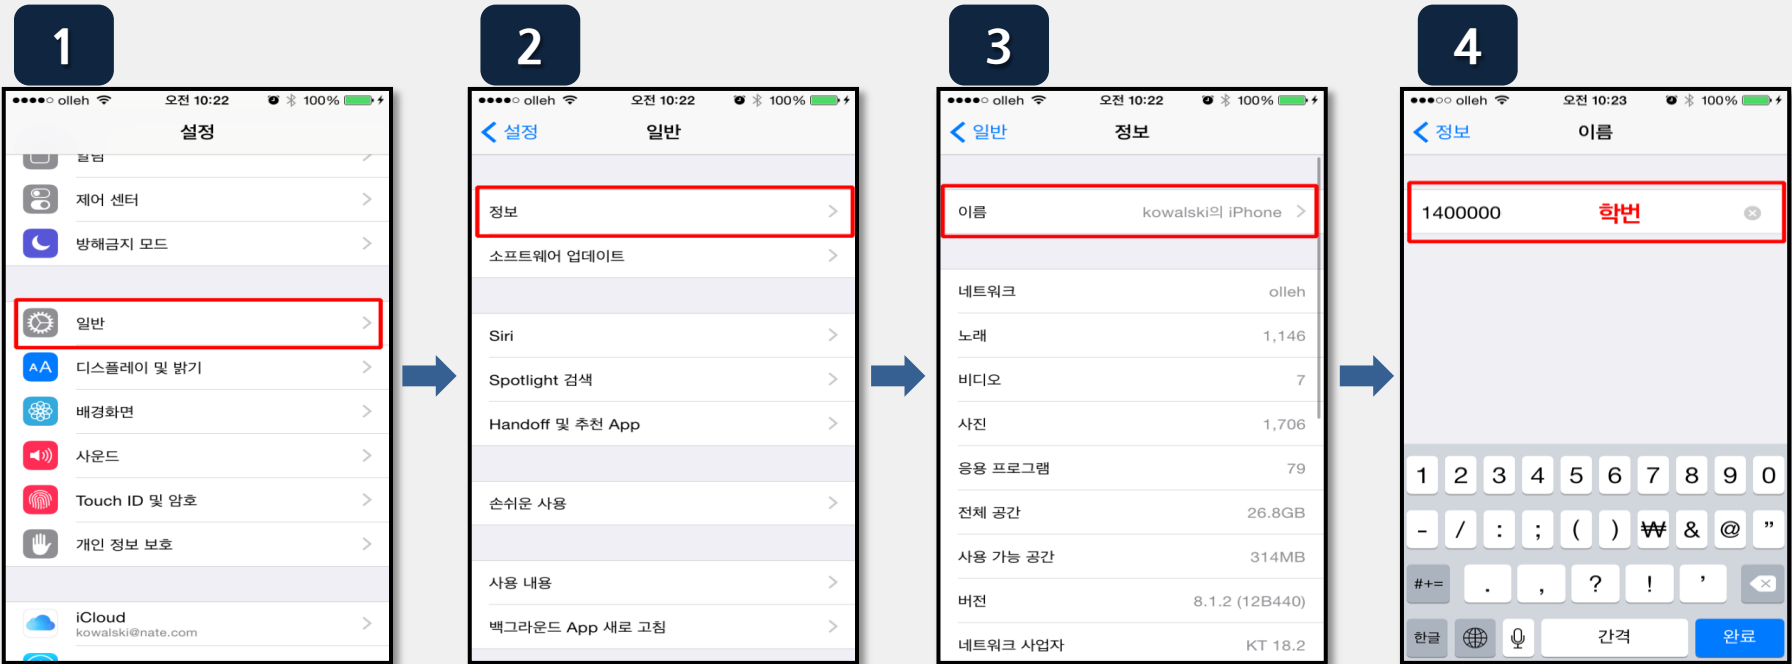 1
olleh 오전 10:22 100%
설정
알림
제어 센터
방해금지 모드
일반
디스플레이 및 밝기
배경화면
사운드
Touch ID 및 암호
개인 정보 보호
iCloud
kowalski@nate.com
2
olleh 오전 10:22 100%
설정 일반
정보
소프트웨어 업데이트
Siri
Spotlight 검색
Handoff 및 추천 App
손쉬운 사용
사용 내용
백그라운드 App 새로 고침
3
olleh 오전 10:22 100%
일반 정보
이름 kowalski의 iPhone
네트워크 olleh
노래 1,146
비디오 7
사진 1,706
응용 프로그램 79
전체 공간 26.8GB
사용 가능 공간 314MB
버전 8.1.2 (12B440)
네트워크 사업자 KT 18.2
4
olleh 오전 10:23 100%
정보 이름
1400000 학번
1 2 3 4 5 6 7 8 9 0
- / : ; ( ) ₩ & @ "
#+= . , ? ! '
한글 간격 완료